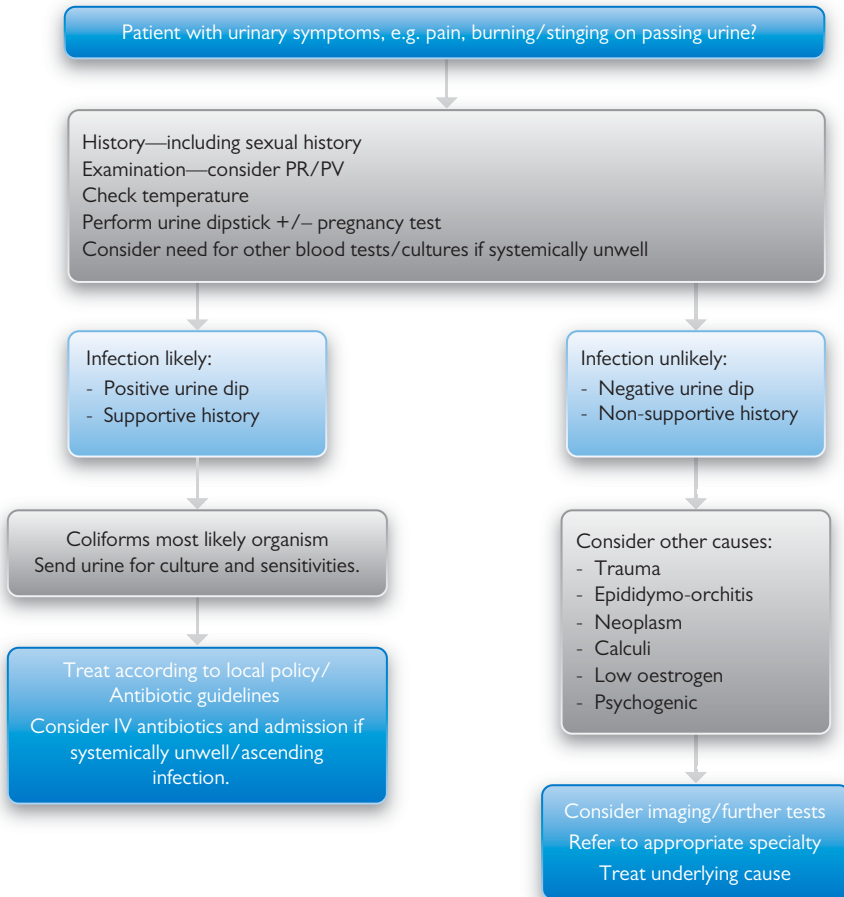 Patient with urinary symptoms, e.g. pain, burning/stinging on passing urine?
History—including sexual history
Examination—consider PR/PV
Check temperature
Perform urine dipstick +/– pregnancy test
Consider need for other blood tests/cultures if systemically unwell
Infection likely:
- Positive urine dip
- Supportive history
Infection unlikely:
- Negative urine dip
- Non-supportive history
Coliforms most likely organism
Send urine for culture and sensitivities.
Consider other causes:
- Trauma
- Epididymo-orchitis
- Neoplasm
- Calculi
- Low oestrogen
- Psychogenic
Treat according to local policy/
Antibiotic guidelines
Consider IV antibiotics and admission if
systemically unwell/ascending
infection.
Consider imaging/further tests
Refer to appropriate specialty
Treat underlying cause